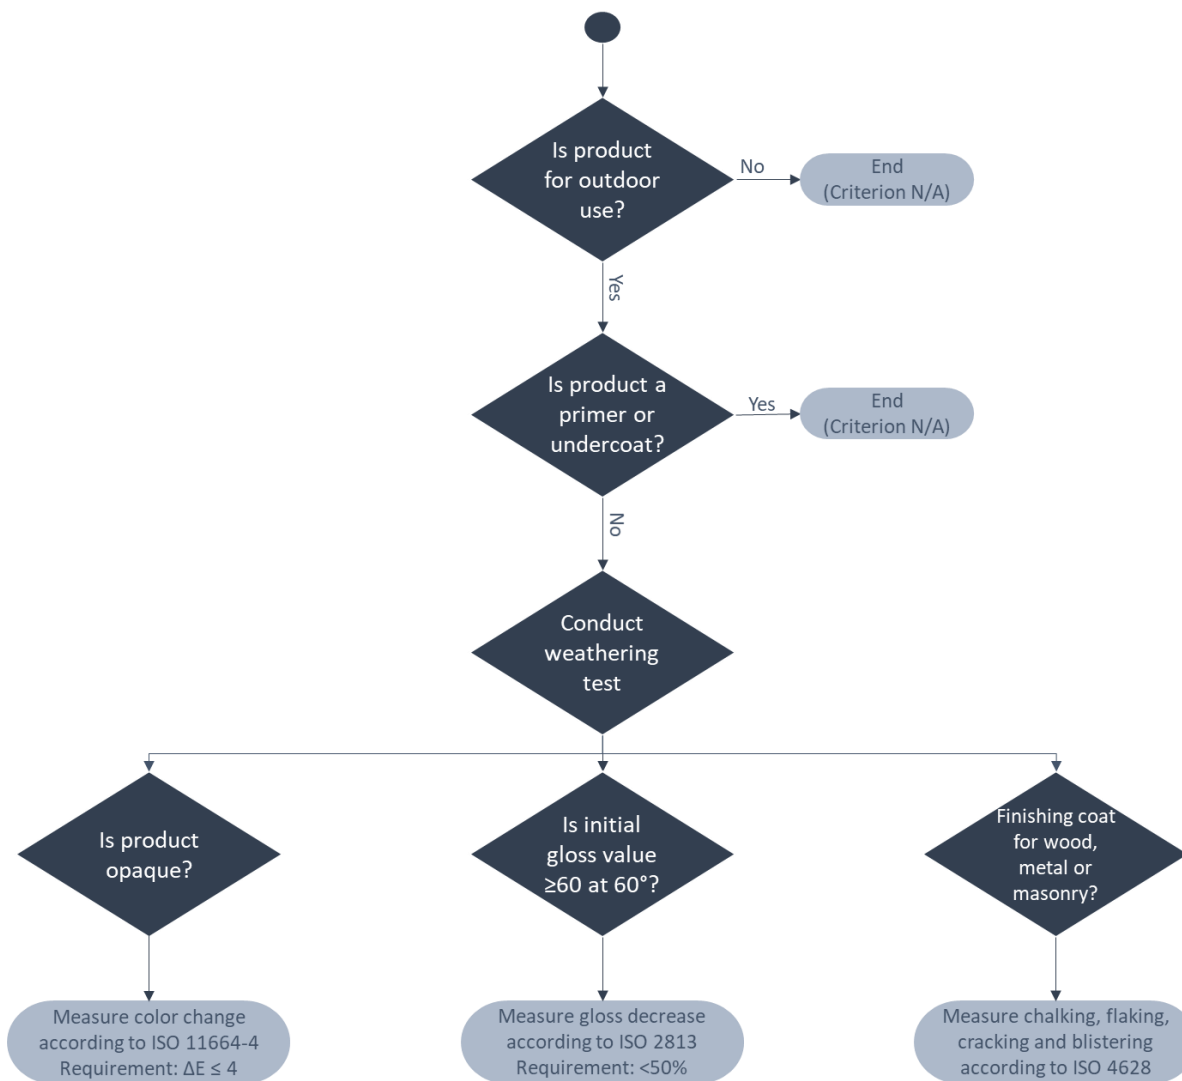 Is product
for outdoor
use?
No
End
(Criterion N/A)
Yes
Is product a
primer or
undercoat?
Yes
End
(Criterion N/A)
No
Conduct
weathering
test
Is product
opaque?
Is initial
gloss value
≥60 at 60°?
Finishing coat
for wood,
metal or
masonry?
Measure color change
according to ISO 11664-4
Requirement: ΔE ≤ 4
Measure gloss decrease
according to ISO 2813
Requirement: <50%
Measure chalking, flaking,
cracking and blistering
according to ISO 4628